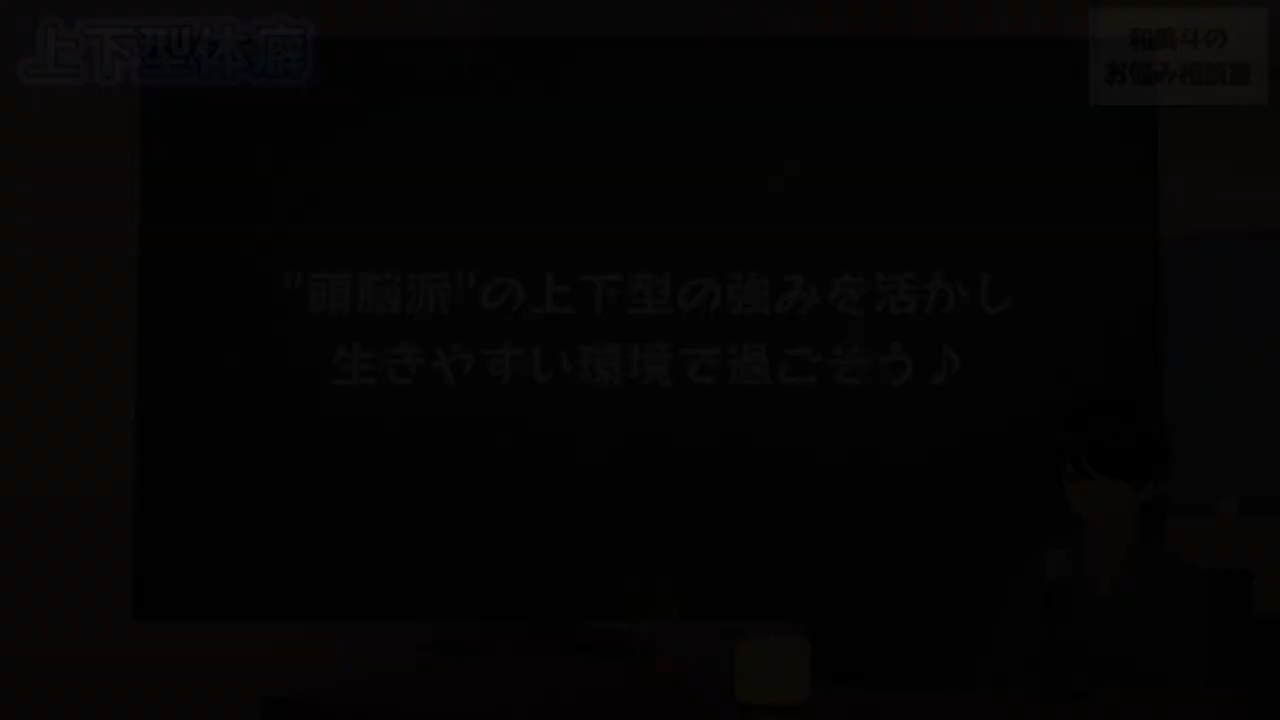 上下型体癖
和美斗の
お悩み相談室
"頭脳派"の上下型の強みを活かし
生きやすい環境で過ごそう♪